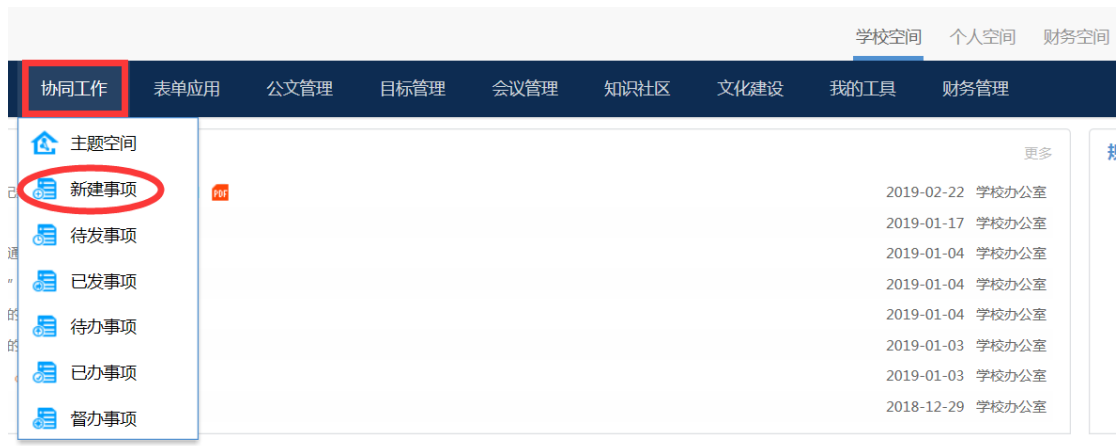 学校空间 个人空间 财务空间
协同工作 表单应用 公文管理 目标管理 会议管理 知识社区 文化建设 我的工具 财务管理
主题空间
更多
新建事项
PDF
2019-02-22 学校办公室
2019-01-17 学校办公室
待发事项
通
2019-01-04 学校办公室
已发事项
”
2019-01-04 学校办公室
的
2019-01-04 学校办公室
待办事项
的
2019-01-03 学校办公室
已办事项
《
2019-01-03 学校办公室
2018-12-29 学校办公室
督办事项